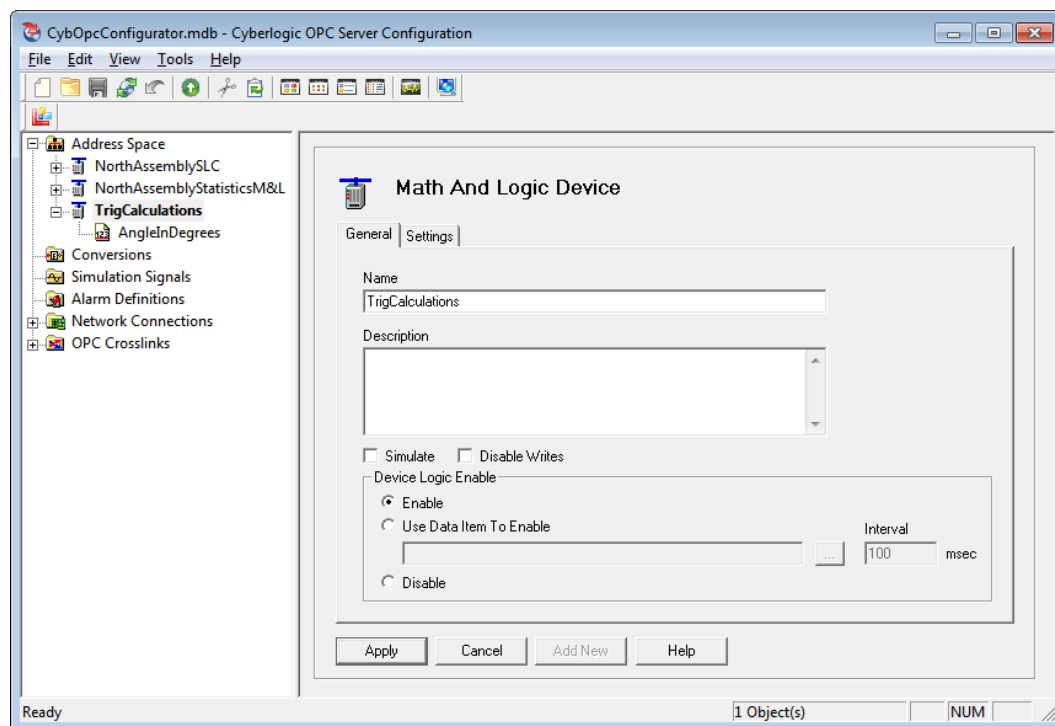 CybOpcConfigurator.mdb - Cyberlogic OPC Server Configuration
File Edit View Tools Help
Address Space
NorthAssemblySLC
NorthAssemblyStatisticsM&L
TrigCalculations
AngleInDegrees
Conversions
Simulation Signals
Alarm Definitions
Network Connections
OPC Crosslinks
Math And Logic Device
General Settings
Name
TrigCalculations
Description
Simulate Disable Writes
Device Logic Enable
Enable
Use Data Item To Enable
Interval
... 100 msec
Disable
Apply Cancel Add New Help
Ready 1 Object(s) NUM